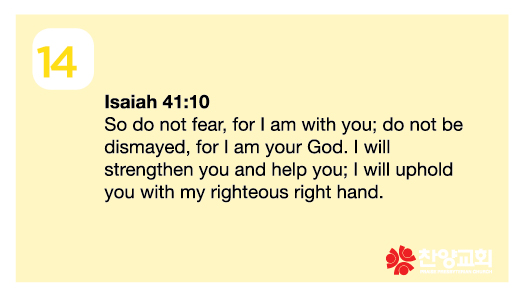 14
Isaiah 41:10
So do not fear, for I am with you; do not be
dismayed, for I am your God. I will
strengthen you and help you; I will uphold
you with my righteous right hand.
찬양교회